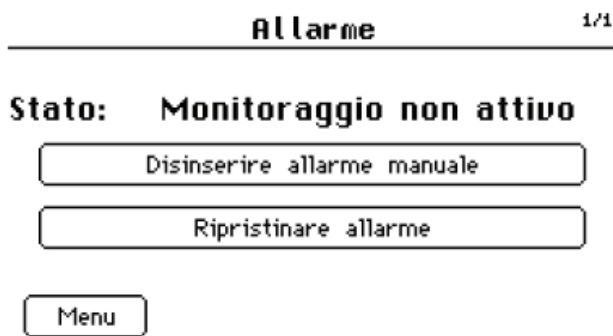 Allarme 1/1
Stato: Monitoraggio non attivo
Disinserire allarme manuale
Ripristinare allarme
Menu